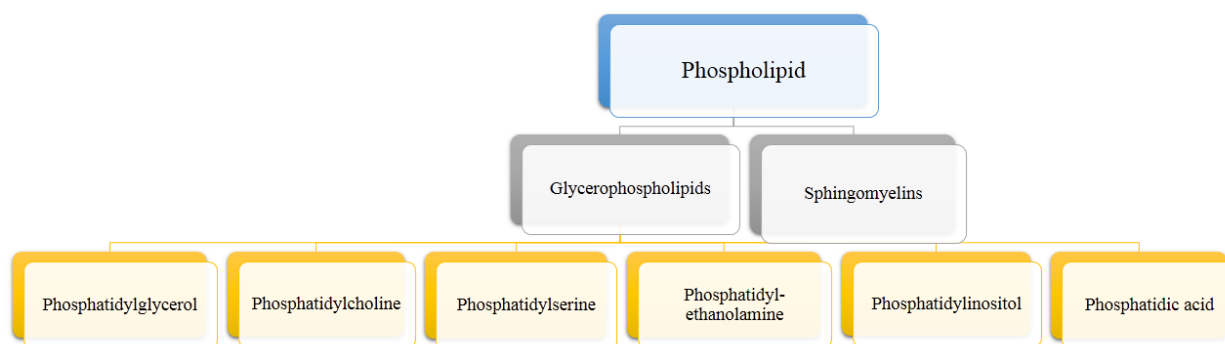 Phospholipid
Glycerophospholipids
Sphingomyelins
Phosphatidylglycerol
Phosphatidylcholine
Phosphatidylserine
Phosphatidyl-
ethanolamine
Phosphatidylinositol
Phosphatidic acid